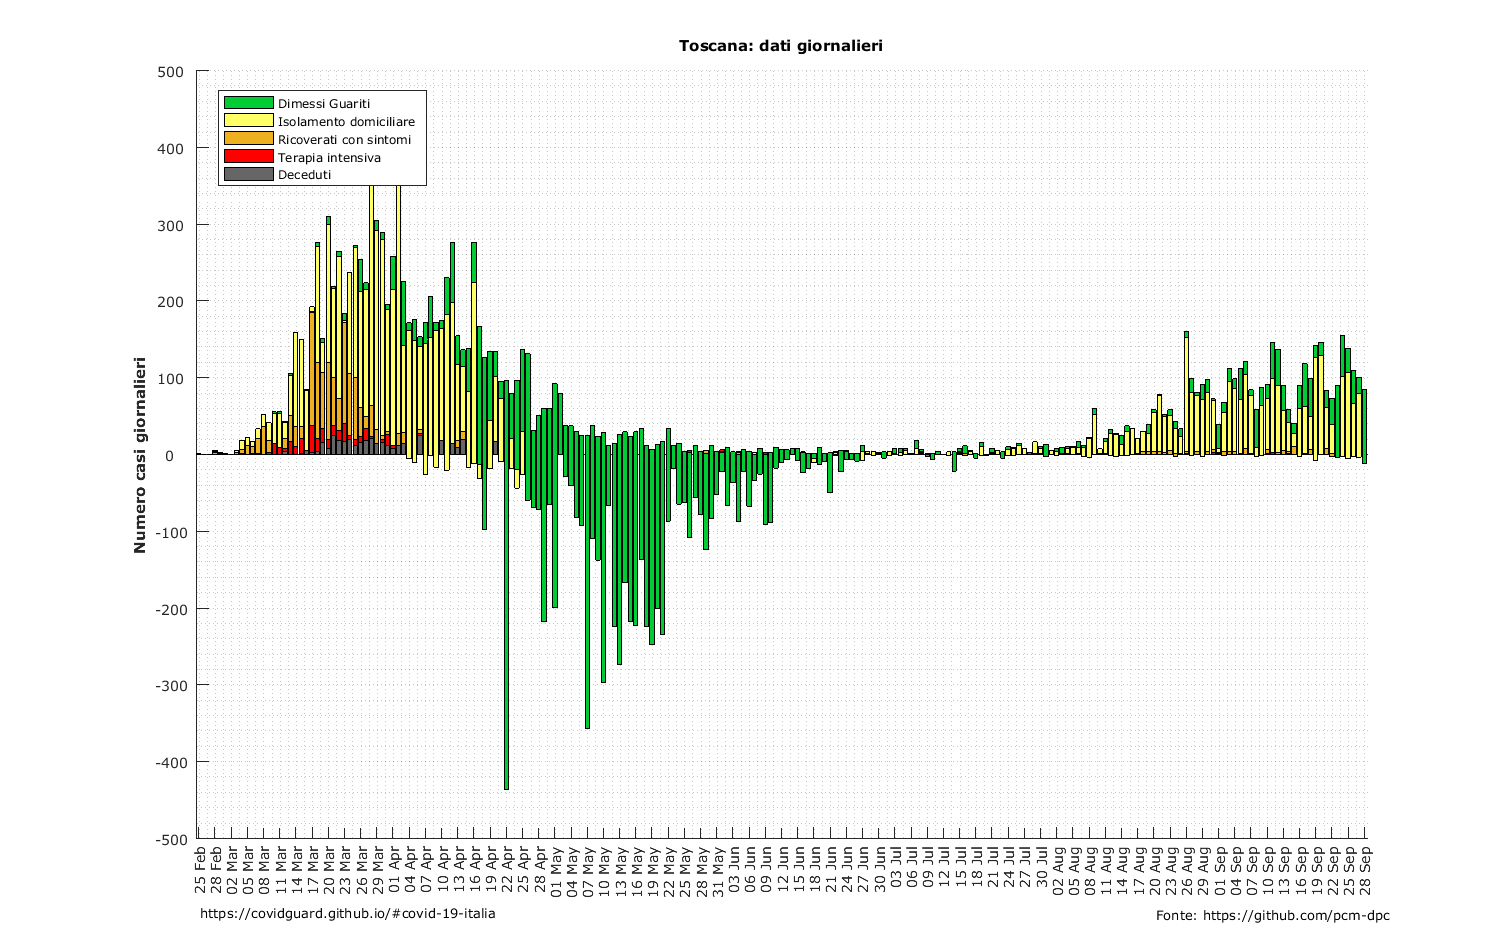 Toscana: dati giornalieri
Numero casi giornalieri
500
400
300
200
100
0
-100
-200
-300
-400
-500
Dimessi Guariti
Isolamento domiciliare
Ricoverati con sintomi
Terapia intensiva
Deceduti
25 Feb
28 Feb
02 Mar
05 Mar
08 Mar
11 Mar
14 Mar
17 Mar
20 Mar
23 Mar
26 Mar
29 Mar
01 Apr
04 Apr
07 Apr
10 Apr
13 Apr
16 Apr
19 Apr
22 Apr
25 Apr
28 Apr
01 May
04 May
07 May
10 May
13 May
16 May
19 May
22 May
25 May
28 May
31 May
03 Jun
06 Jun
09 Jun
12 Jun
15 Jun
18 Jun
21 Jun
24 Jun
27 Jun
30 Jun
03 Jul
06 Jul
09 Jul
12 Jul
15 Jul
18 Jul
21 Jul
24 Jul
27 Jul
30 Jul
02 Aug
05 Aug
08 Aug
11 Aug
14 Aug
17 Aug
20 Aug
23 Aug
26 Aug
29 Aug
01 Sep
04 Sep
07 Sep
10 Sep
13 Sep
16 Sep
19 Sep
22 Sep
25 Sep
28 Sep
https://covidguard.github.io/#covid-19-italia
Fonte: https://github.com/pcm-dpc